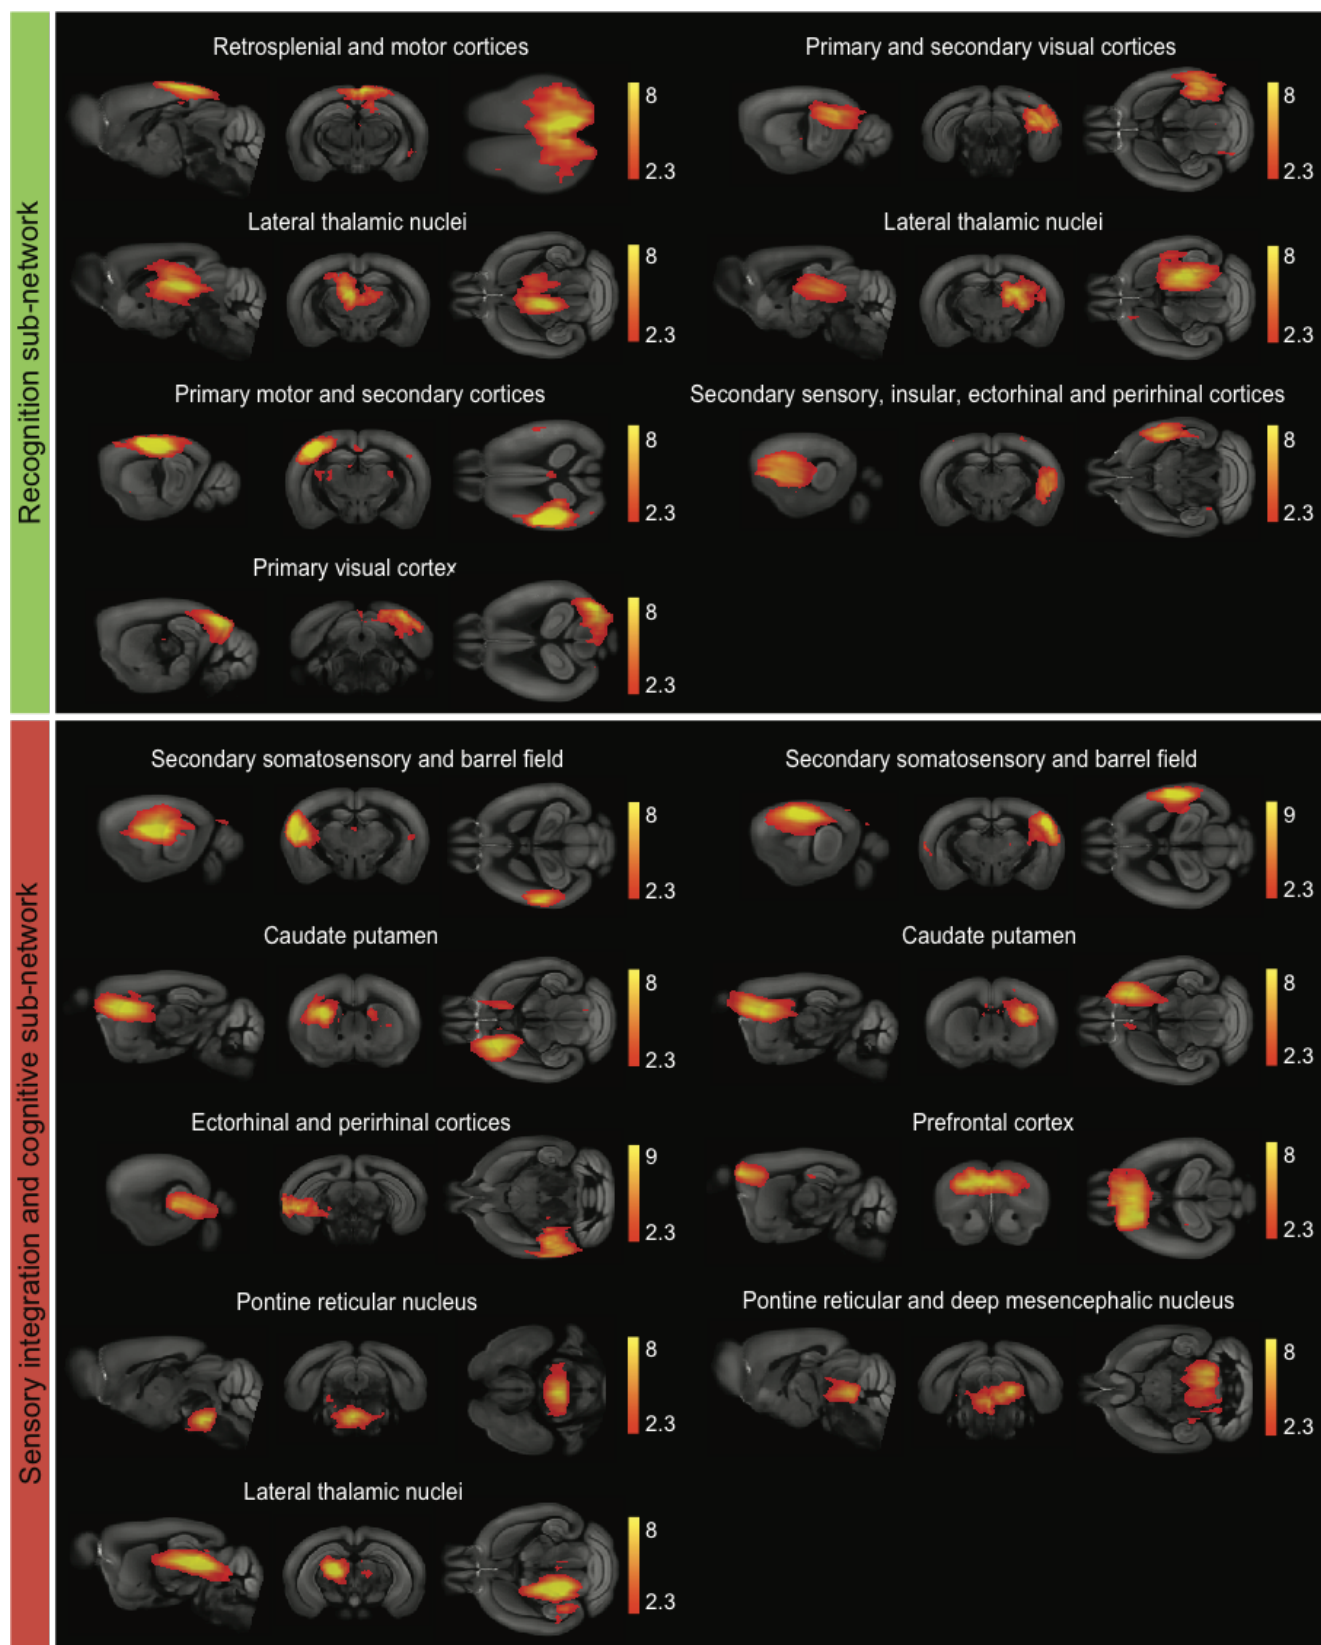 Recognition sub-network
Retrosplenial and motor cortices
8
2.3
Primary and secondary visual cortices
8
2.3
Lateral thalamic nuclei
8
2.3
Lateral thalamic nuclei
8
2.3
Primary motor and secondary cortices
8
2.3
Secondary sensory, insular, ectorhinal and perirhinal cortices
8
2.3
Primary visual cortex
8
2.3
Sensory integration and cognitive sub-network
Secondary somatosensory and barrel field
8
2.3
Secondary somatosensory and barrel field
9
2.3
Caudate putamen
8
2.3
Caudate putamen
8
2.3
Ectorhinal and perirhinal cortices
9
2.3
Prefrontal cortex
8
2.3
Pontine reticular nucleus
8
2.3
Pontine reticular and deep mesencephalic nucleus
8
2.3
Lateral thalamic nuclei
8
2.3